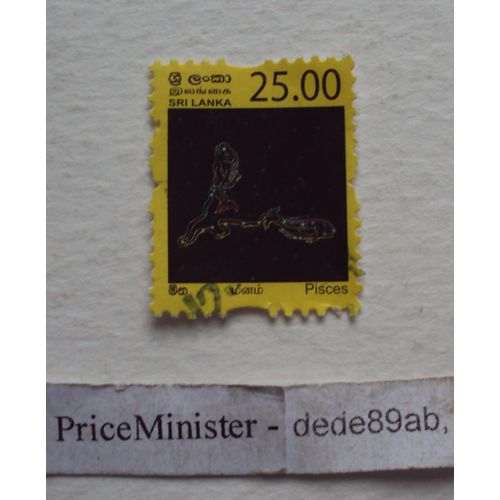 ශ්‍රී ලංකා
இலங்கை
SRI LANKA
25.00
මීන மீனம் Pisces
PriceMinister - dede89ab,